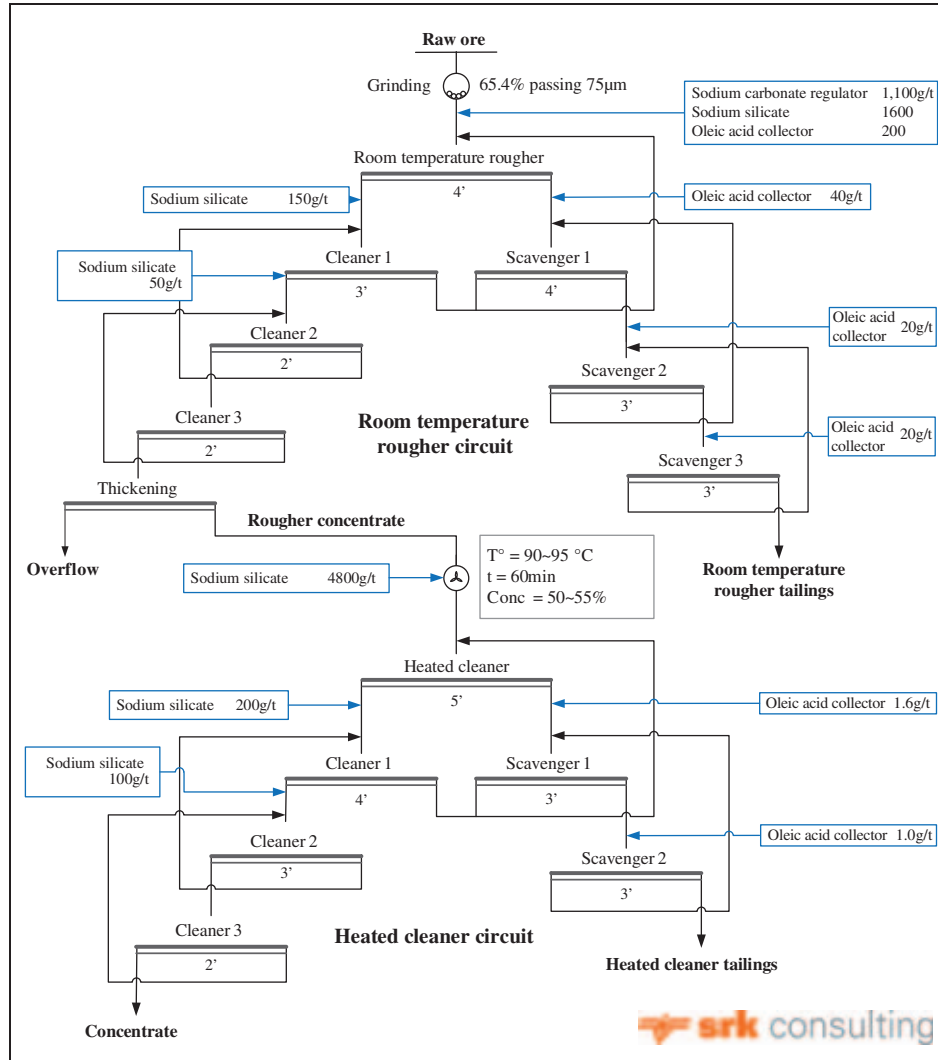 Raw ore
Grinding
65.4% passing 75μm
Sodium carbonate regulator 1,100g/t
Sodium silicate 1600
Oleic acid collector 200
Room temperature rougher
4’
Sodium silicate 150g/t
Oleic acid collector 40g/t
Cleaner 1
3’
Scavenger 1
4’
Sodium silicate
50g/t
Oleic acid
collector
20g/t
Cleaner 2
2’
Scavenger 2
3’
Cleaner 3
2’
Room temperature
rougher circuit
Oleic acid
collector
20g/t
Scavenger 3
3’
Thickening
Rougher concentrate
Overflow
Sodium silicate 4800g/t
T° = 90~95 °C
t = 60min
Conc = 50~55%
Room temperature
rougher tailings
Heated cleaner
5’
Sodium silicate 200g/t
Oleic acid collector 1.6g/t
Cleaner 1
4’
Scavenger 1
3’
Sodium silicate
100g/t
Oleic acid collector 1.0g/t
Cleaner 2
3’
Scavenger 2
3’
Cleaner 3
2’
Heated cleaner circuit
Heated cleaner tailings
Concentrate
srk consulting